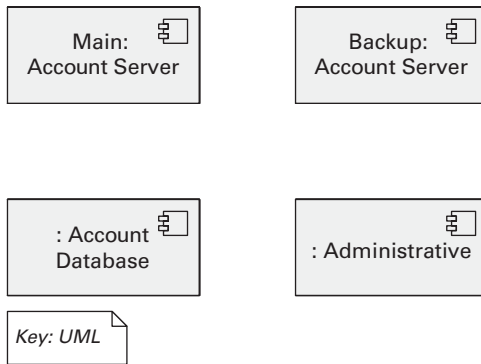 Main:
Account Server
Backup:
Account Server
: Account
Database
: Administrative
Key: UML